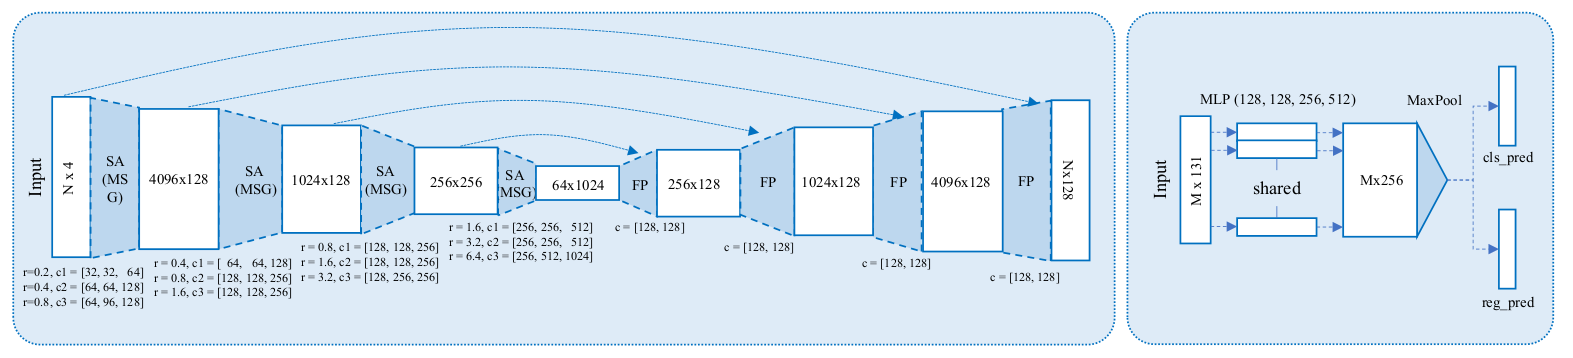 Input
N x 4
SA
(MS
G)
4096x128
SA
(MSG)
1024x128
SA
(MSG)
256x256
SA
(MSG)
64x1024
FP
256x128
FP
1024x128
FP
4096x128
FP
Nx128
r=0.2, c1 = [32, 32, 64]
r=0.4, c2 = [64, 64, 128]
r=0.8, c3 = [64, 96, 128]
r = 0.4, c1 = [ 64, 64, 128]
r = 0.8, c2 = [128, 128, 256]
r = 1.6, c3 = [128, 128, 256]
r = 0.8, c1 = [128, 128, 256]
r = 1.6, c2 = [128, 128, 256]
r = 3.2, c3 = [128, 256, 256]
r = 1.6, c1 = [256, 256, 512]
r = 3.2, c2 = [256, 256, 512]
r = 6.4, c3 = [256, 512, 1024]
c = [128, 128]
c = [128, 128]
c = [128, 128]
c = [128, 128]
Input
M x 131
MLP (128, 128, 256, 512)
shared
Mx256
MaxPool
cls_pred
reg_pred